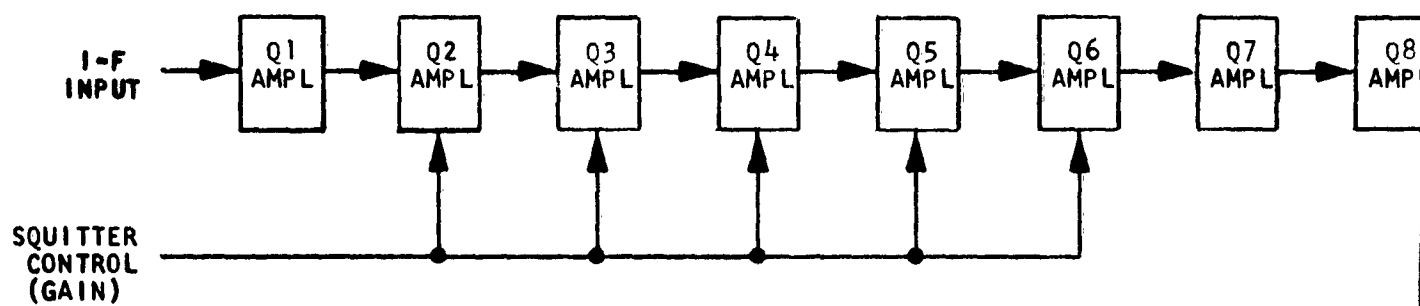 I-F
INPUT
Q1
AMPL
Q2
AMPL
Q3
AMPL
Q4
AMPL
Q5
AMPL
Q6
AMPL
Q7
AMPL
Q8
AMPL
SQUITTER
CONTROL
(GAIN)